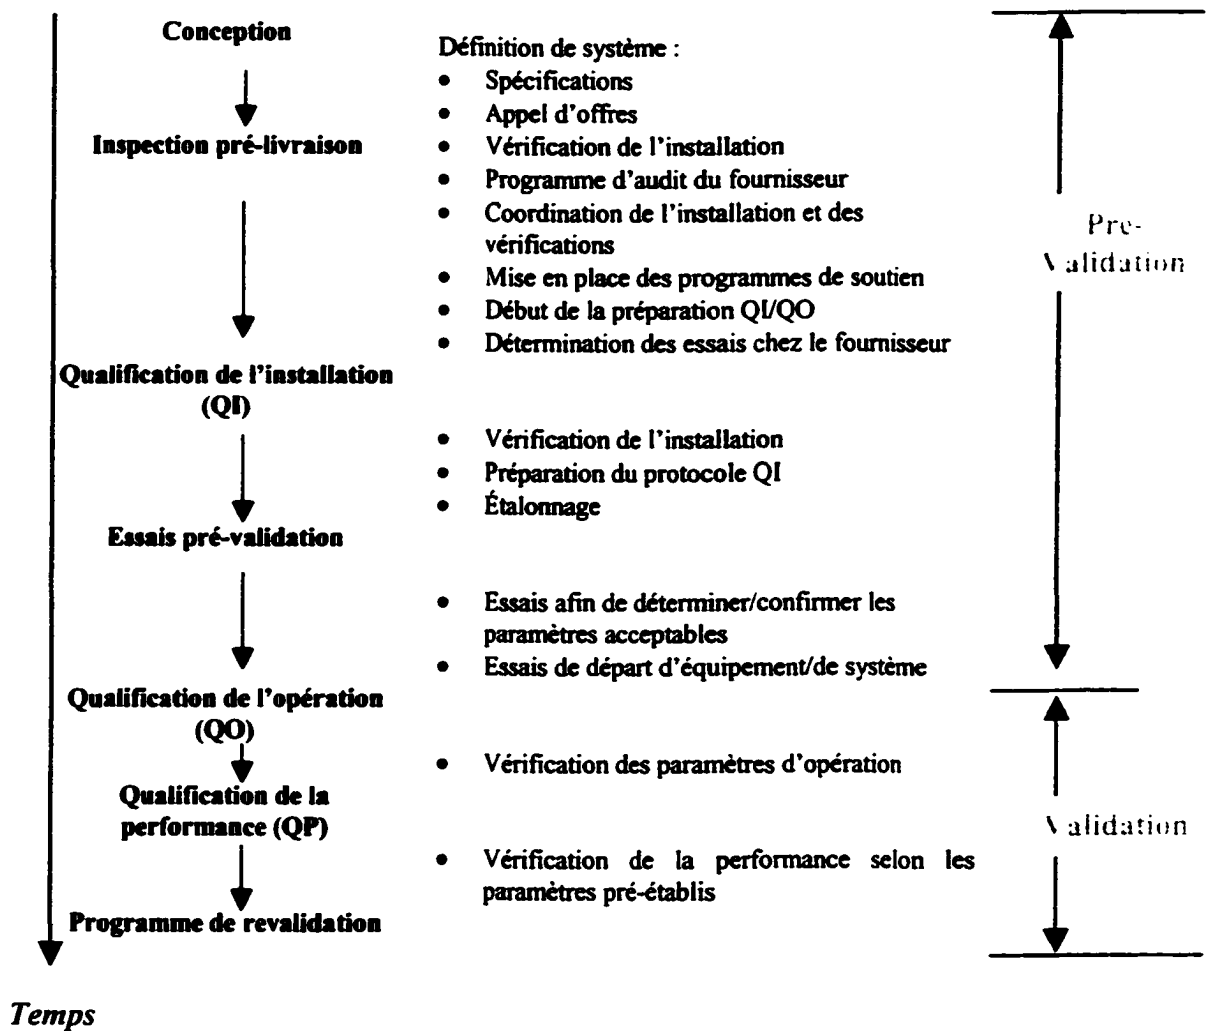 Conception
Inspection pré-livraison
Qualification de l'installation
(QI)
Essais pré-validation
Qualification de l'opération
(QO)
Qualification de la
performance (QP)
Programme de revalidation
Temps
Définition de système :
• Spécifications
• Appel d'offres
• Vérification de l'installation
• Programme d'audit du fournisseur
• Coordination de l'installation et des
vérifications
• Mise en place des programmes de soutien
• Début de la préparation QI/QO
• Détermination des essais chez le fournisseur
• Vérification de l'installation
• Préparation du protocole QI
• Étalonnage
• Essais afin de déterminer/confirmer les
paramètres acceptables
• Essais de départ d'équipement/de système
• Vérification des paramètres d'opération
• Vérification de la performance selon les
paramètres pré-établis
Pre-
Validation
Validation